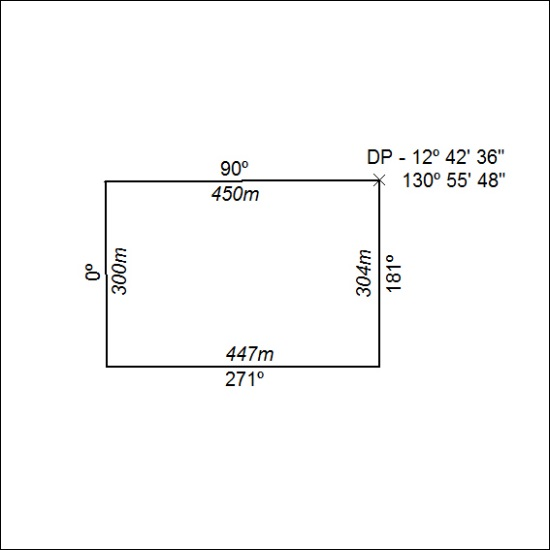 DP - 12º 42' 36"
130º 55' 48"
90º
450m
0º
300m
304m
181º
447m
271º